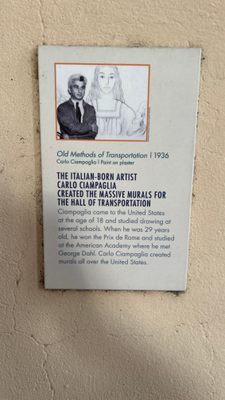 Old Methods of Transportation | 1936
Carlo Ciampaglia | Paint on plaster
THE ITALIAN-BORN ARTIST
CARLO CIAMPAGLIA
CREATED THE MASSIVE MURALS FOR
THE HALL OF TRANSPORTATION
Ciampaglia came to the United States
at the age of 18 and studied drawing at
several schools. When he was 29 years
old, he won the Prix de Rome and studied
at the American Academy where he met
George Dahl. Carlo Ciampaglia created
murals all over the United States.